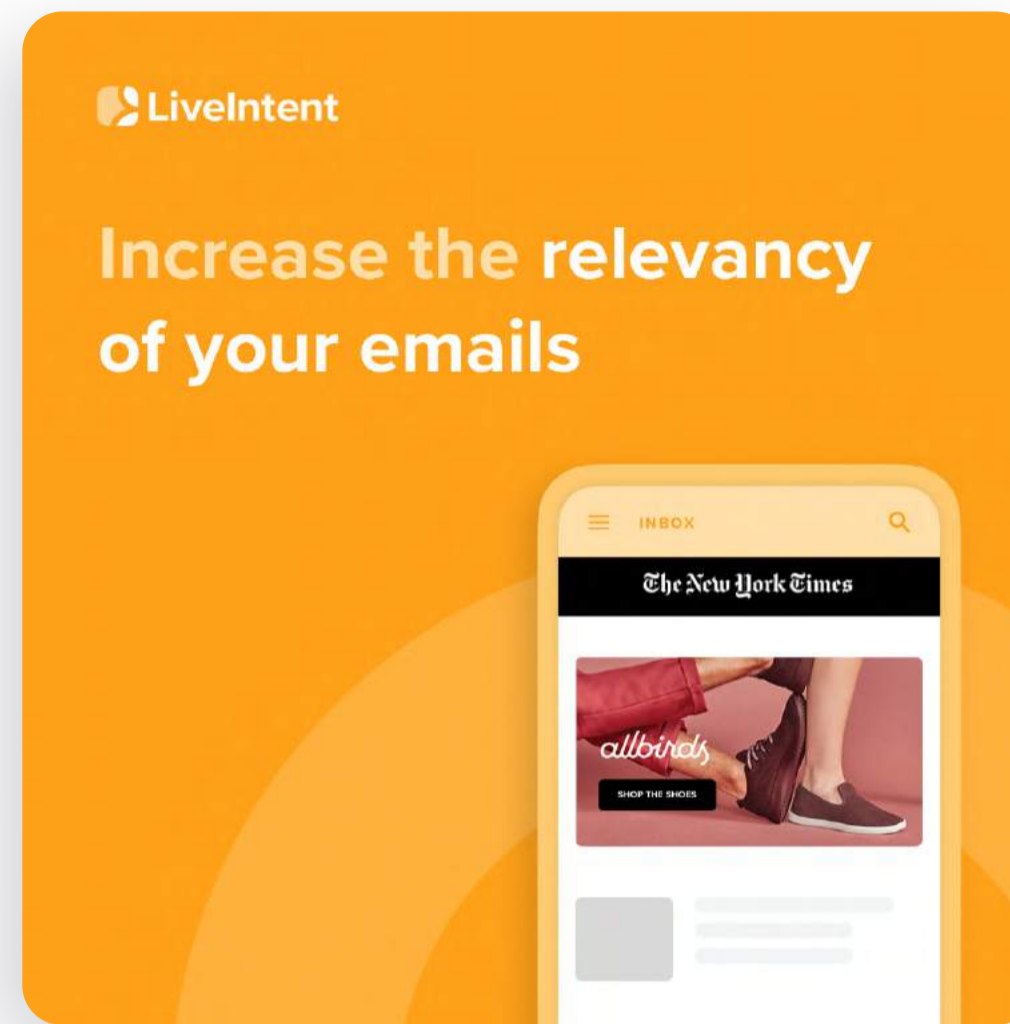 LiveIntent
Increase the relevancy
of your emails
INBOX
The New York Times
allbirds
SHOP THE SHOES